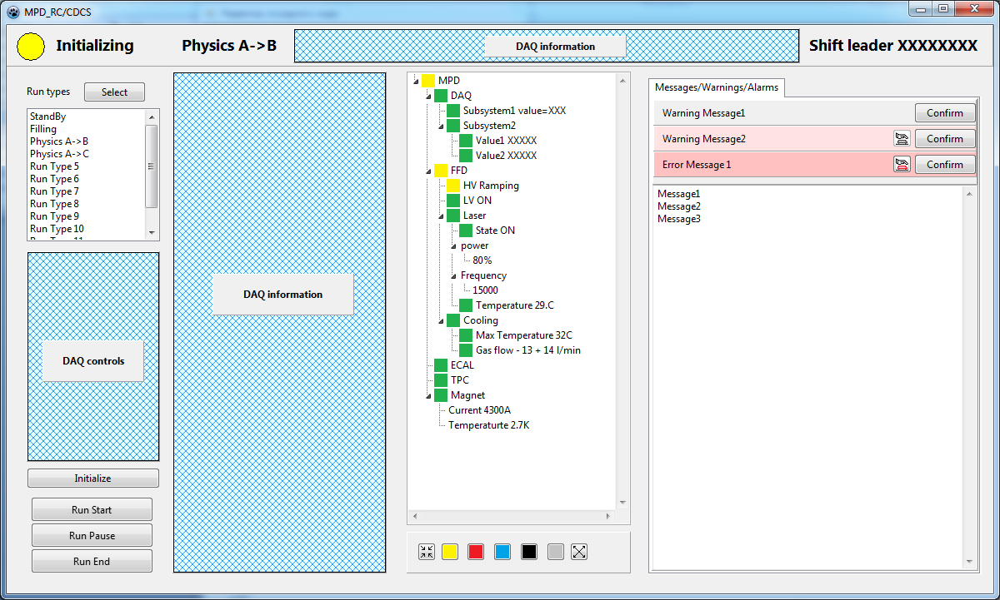 MPD_RC/CDCS
Initializing
Physics A->B
DAQ information
Shift leader XXXXXXXX
Run types
Select
StandBy
Filling
Physics A->B
Physics A->C
Run Type 5
Run Type 6
Run Type 7
Run Type 8
Run Type 9
Run Type 10
Run Type 11
DAQ controls
Initialize
Run Start
Run Pause
Run End
DAQ information
MPD
DAQ
Subsystem1 value=XXX
Subsystem2
Value1 XXXXX
Value2 XXXXX
FFD
HV Ramping
LV ON
Laser
State ON
power
80%
Frequency
15000
Temperature 29.C
Cooling
Max Temperature 32C
Gas flow - 13 + 14 l/min
ECAL
TPC
Magnet
Current 4300A
Temperaturte 2.7K
Messages/Warnings/Alarms
Warning Message1 Confirm
Warning Message2 Confirm
Error Message 1 Confirm
Message1
Message2
Message3